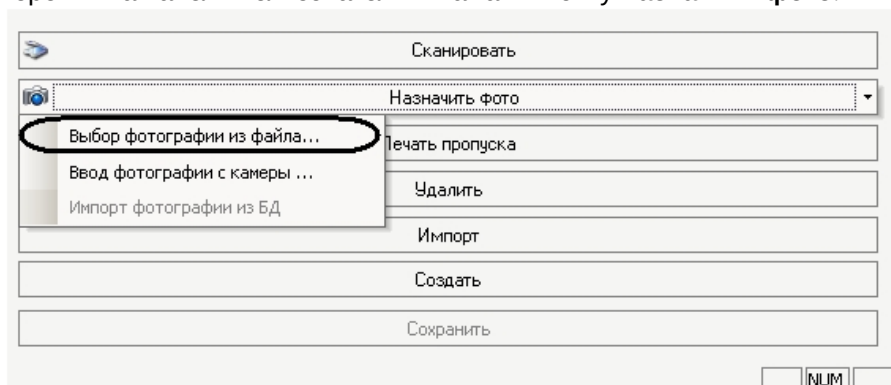 Сканировать
Назначить фото
Выбор фотографии из файла...
Печать пропуска
Ввод фотографии с камеры ...
Удалить
Импорт фотографии из БД
Импорт
Создать
Сохранить
NUM